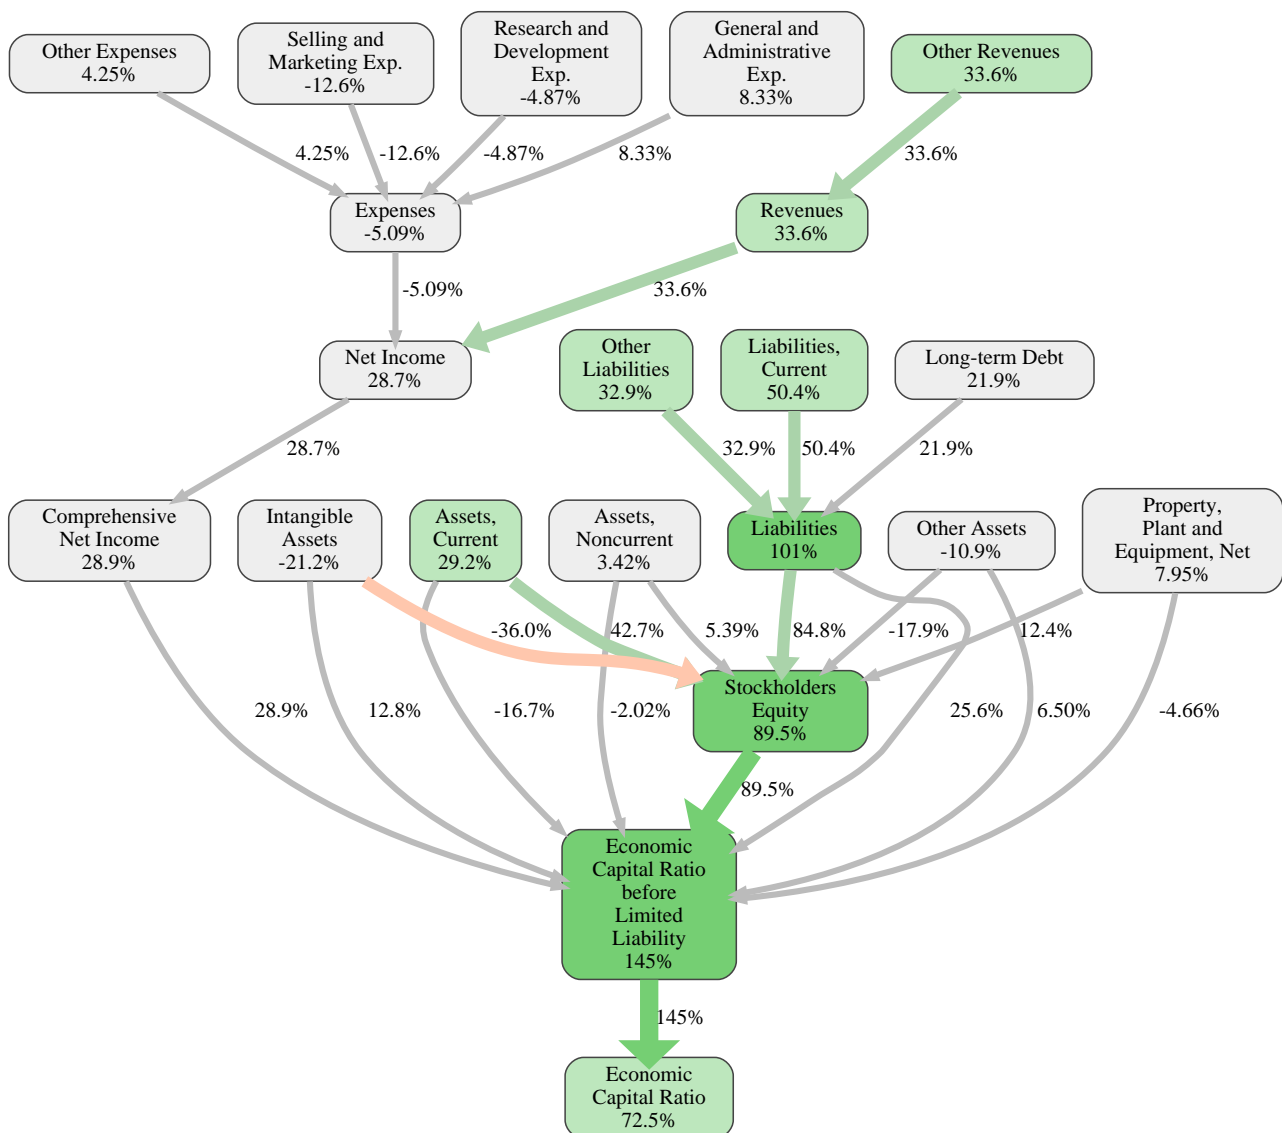 Other Expenses
4.25%
Selling and
Marketing Exp.
-12.6%
Research and
Development
Exp.
-4.87%
General and
Administrative
Exp.
8.33%
Other Revenues
33.6%
4.25%
-12.6%
-4.87%
8.33%
33.6%
Expenses
-5.09%
Revenues
33.6%
-5.09%
33.6%
Net Income
28.7%
Other
Liabilities
32.9%
Liabilities,
Current
50.4%
Long-term Debt
21.9%
28.7%
32.9%
50.4%
21.9%
Comprehensive
Net Income
28.9%
Intangible
Assets
-21.2%
Assets,
Current
29.2%
Assets,
Noncurrent
3.42%
Liabilities
101%
Other Assets
-10.9%
Property,
Plant and
Equipment, Net
7.95%
-36.0%
42.7%
5.39%
84.8%
-17.9%
12.4%
Stockholders
Equity
89.5%
28.9%
12.8%
-16.7%
-2.02%
25.6%
6.50%
-4.66%
89.5%
Economic
Capital Ratio
before
Limited
Liability
145%
145%
Economic
Capital Ratio
72.5%